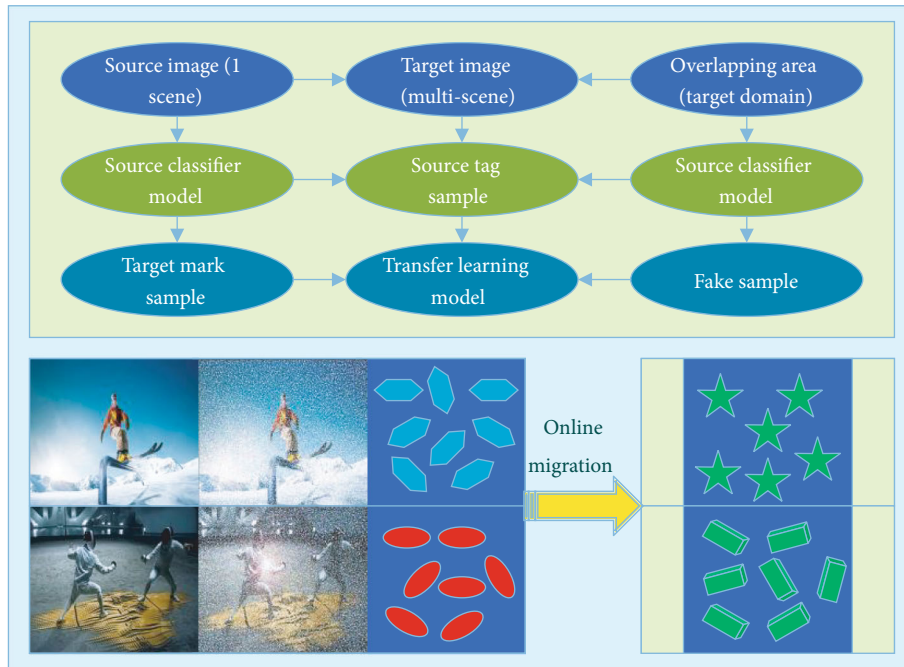 Source image (1
scene)
Target image
(multi-scene)
Overlapping area
(target domain)
Source classifier
model
Source tag
sample
Source classifier
model
Target mark
sample
Transfer learning
model
Fake sample
Online
migration